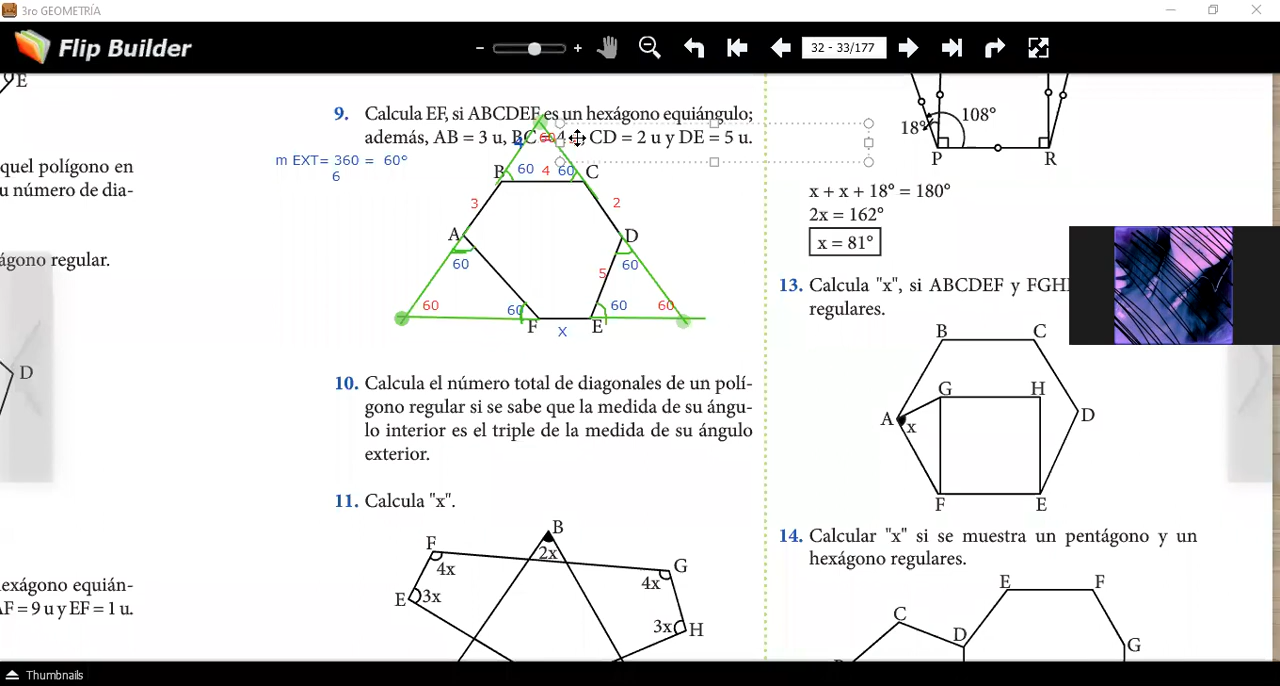 3ro GEOMETRÍA
Flip Builder
32 - 33/177
E
quel polígono en
u número de dia-
ágono regular.
D
exágono equián-
AF = 9 u y EF = 1 u.
9. Calcula EF, si ABCDEF es un hexágono equiángulo;
además, AB = 3 u, BC = 4 CD = 2 u y DE = 5 u.
m EXT= 360 = 60°
6
4
60
B 60 4 60 C
3 2
A D
60 60
5
60 60 60 60
F X E
10. Calcula el número total de diagonales de un polí-
gono regular si se sabe que la medida de su ángu-
lo interior es el triple de la medida de su ángulo
exterior.
11. Calcula "x".
B
F 2x
4x G
4x
E 3x
3x H
18° 108°
P R
x + x + 18° = 180°
2x = 162°
x = 81°
13. Calcula "x", si ABCDEF y FGH
regulares.
B C
G H
A x D
F E
14. Calcular "x" si se muestra un pentágono y un
hexágono regulares.
E F
C
D G
Thumbnails